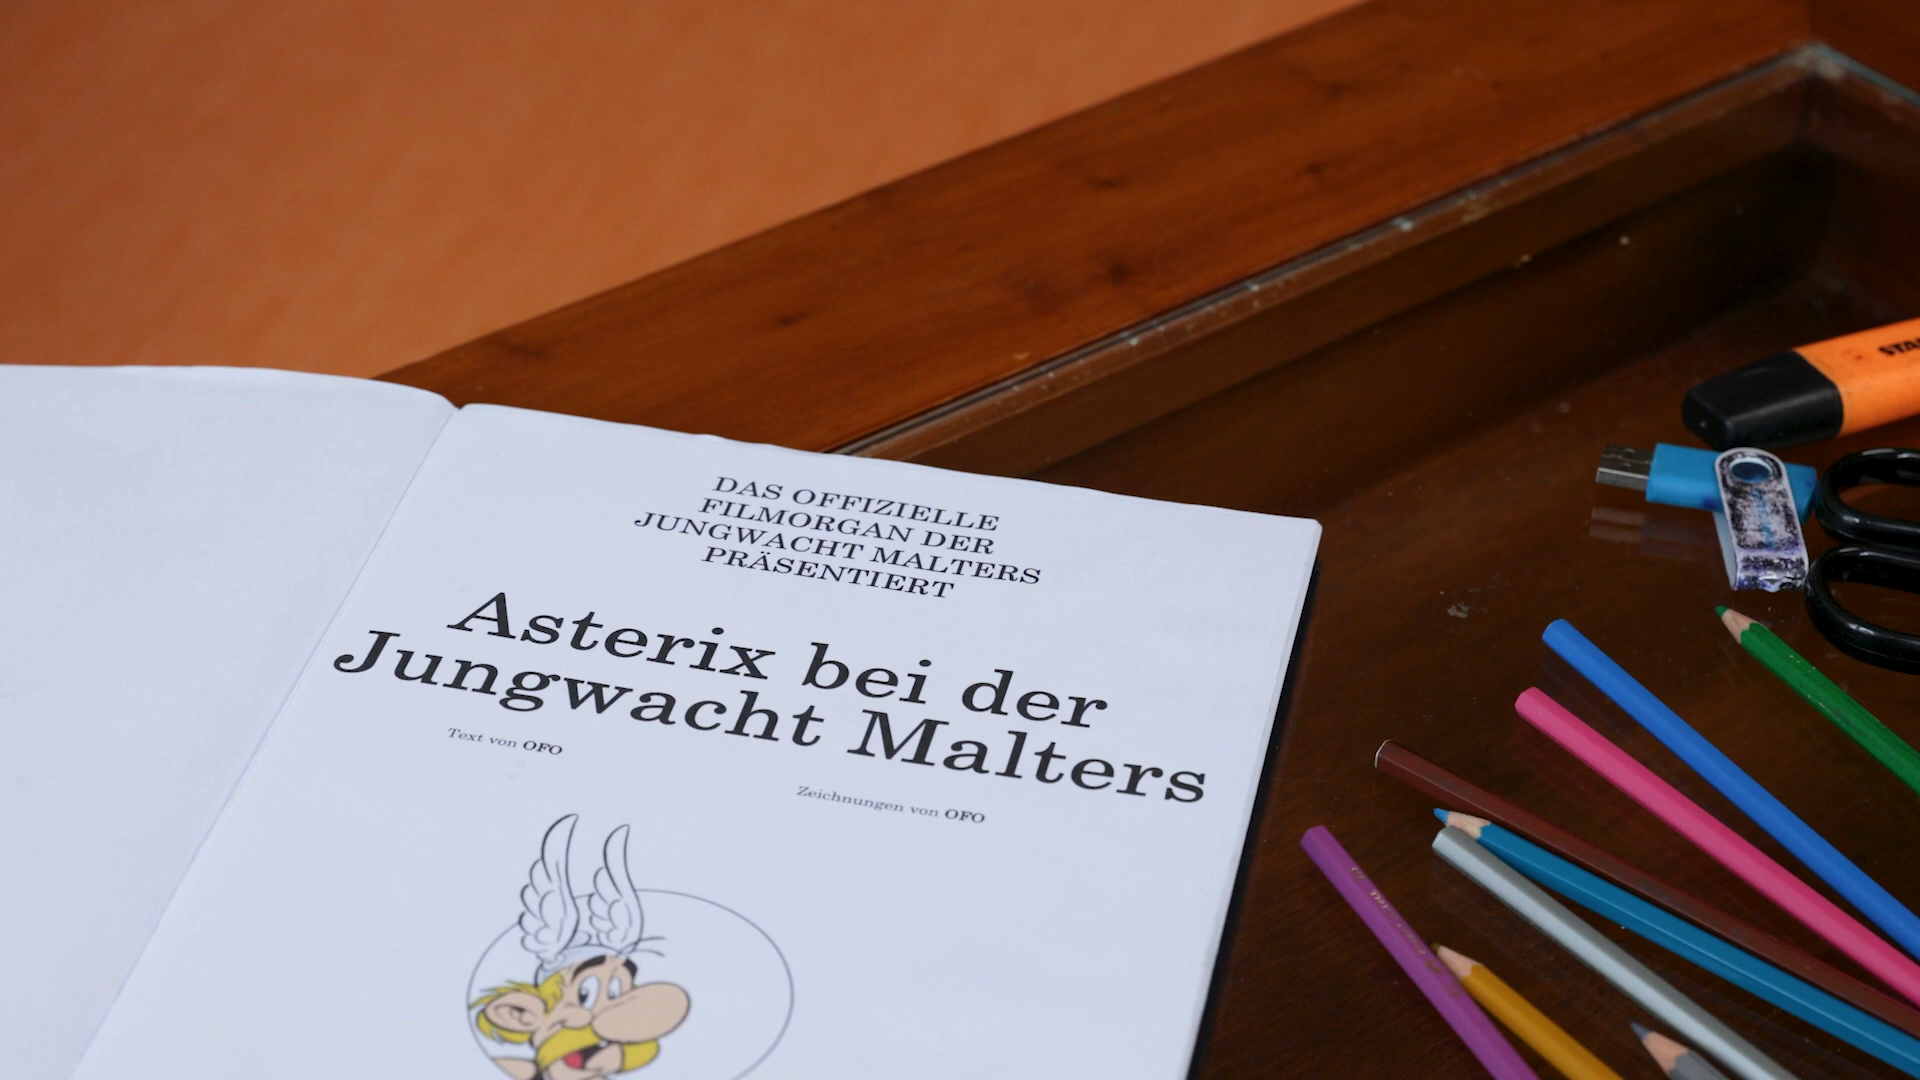 DAS OFFIZIELLE
FILMORGAN DER
JUNGWACHT MALTERS
PRÄSENTIERT
Asterix bei der
Jungwacht Malters
Text von OFO
Zeichnungen von OFO